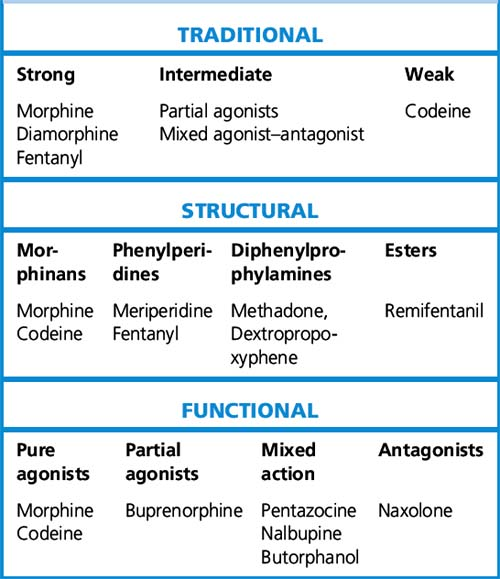 TRADITIONAL
Strong Intermediate Weak
Morphine Partial agonists Codeine
Diamorphine Mixed agonist–antagonist
Fentanyl
STRUCTURAL
Mor- Phenylperi- Diphenylpro- Esters
phinans dines phylamines
Morphine Meriperidine Methadone, Remifentanil
Codeine Fentanyl Dextropropo-
xyphene
FUNCTIONAL
Pure Partial Mixed Antagonists
agonists agonists action
Morphine Buprenorphine Pentazocine Naxolone
Codeine Nalbupine
Butorphanol